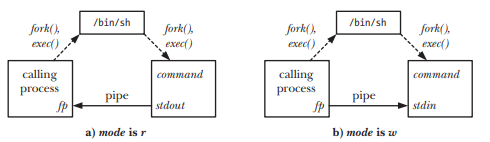 fork(),
exec()
/bin/sh
fork(),
exec()
calling
process
fp
pipe
command
stdout
a) mode is r
fork(),
exec()
/bin/sh
fork(),
exec()
calling
process
fp
pipe
command
stdin
b) mode is w